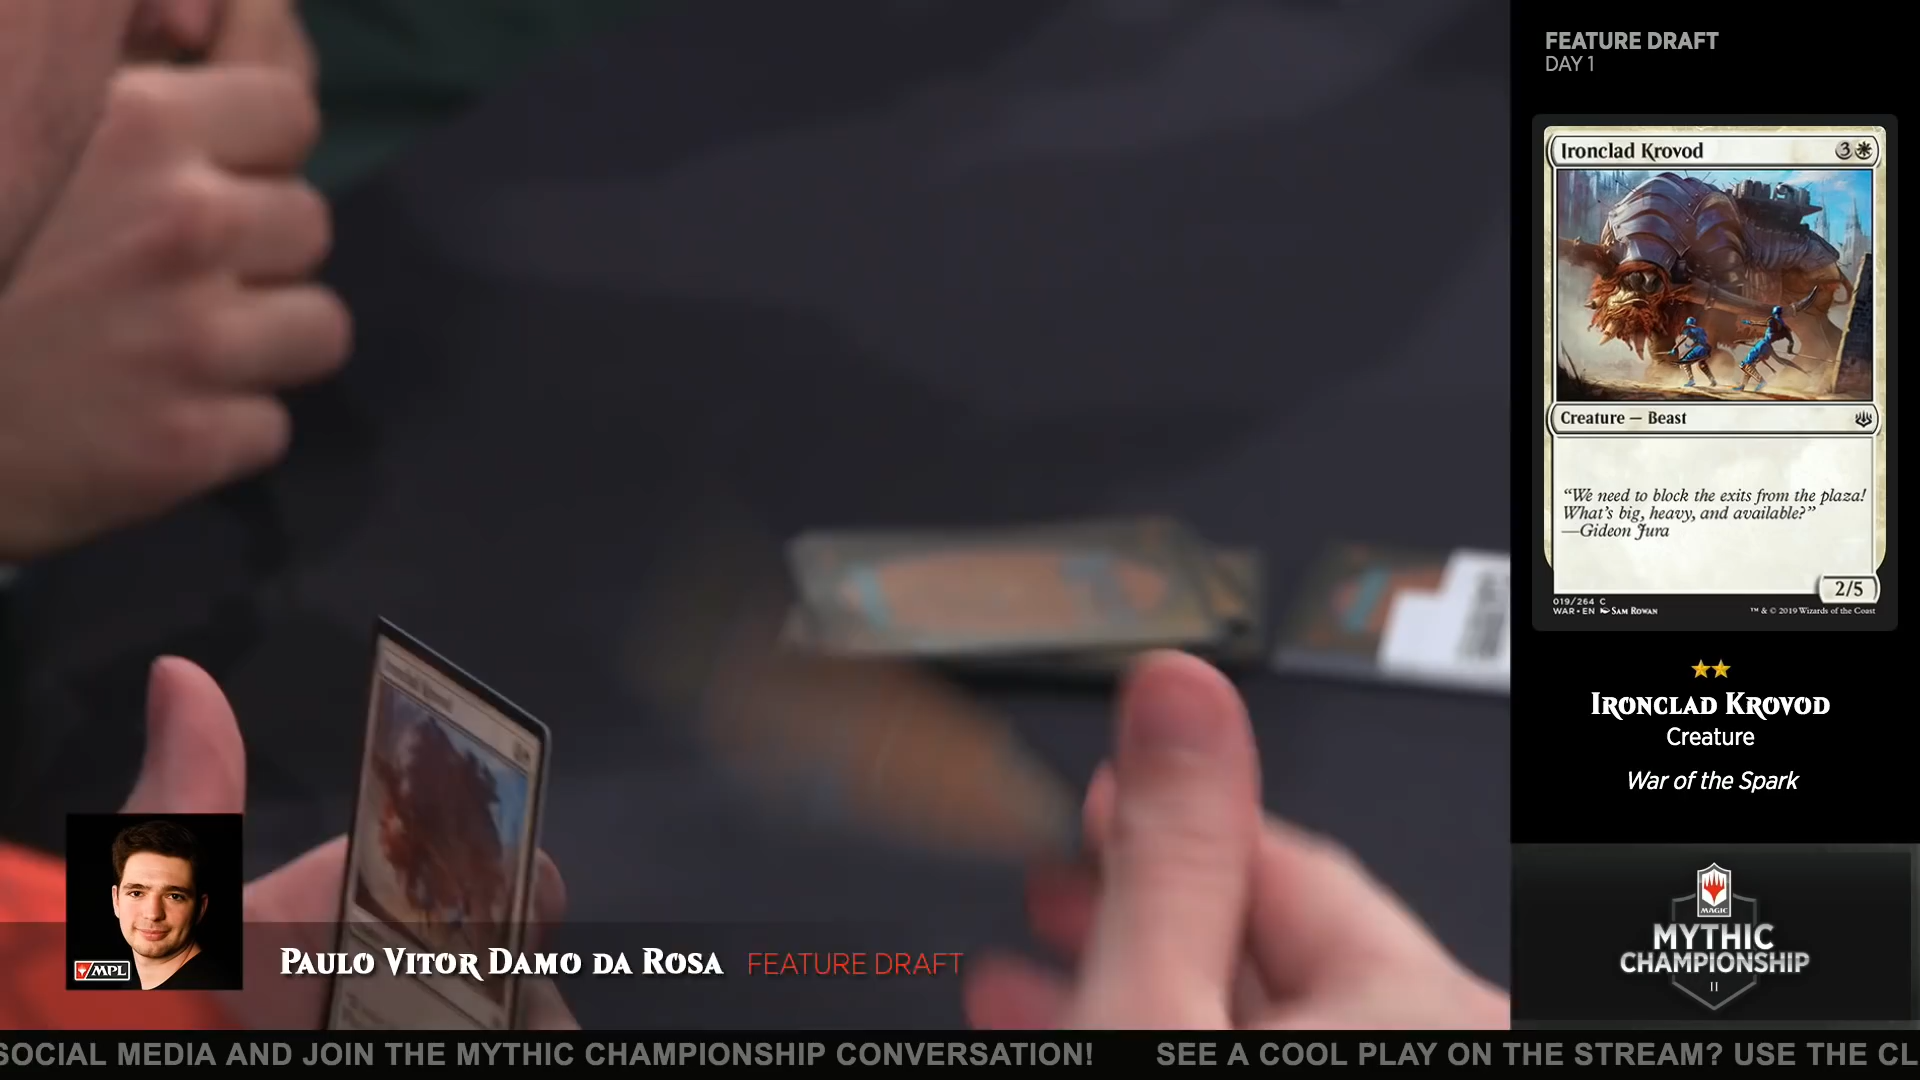 FEATURE DRAFT
DAY 1
Ironclad Krovod 3
Creature — Beast
“We need to block the exits from the plaza!
What’s big, heavy, and available?”
—Gideon Jura
2/5
019/264 C
WAR • EN Sam Rowan ™ & © 2019 Wizards of the Coast
Ironclad Krovod
Creature
War of the Spark
MAGIC
MYTHIC
CHAMPIONSHIP
II
MPL
Paulo Vitor Damo da Rosa FEATURE DRAFT
SOCIAL MEDIA AND JOIN THE MYTHIC CHAMPIONSHIP CONVERSATION! SEE A COOL PLAY ON THE STREAM? USE THE CL